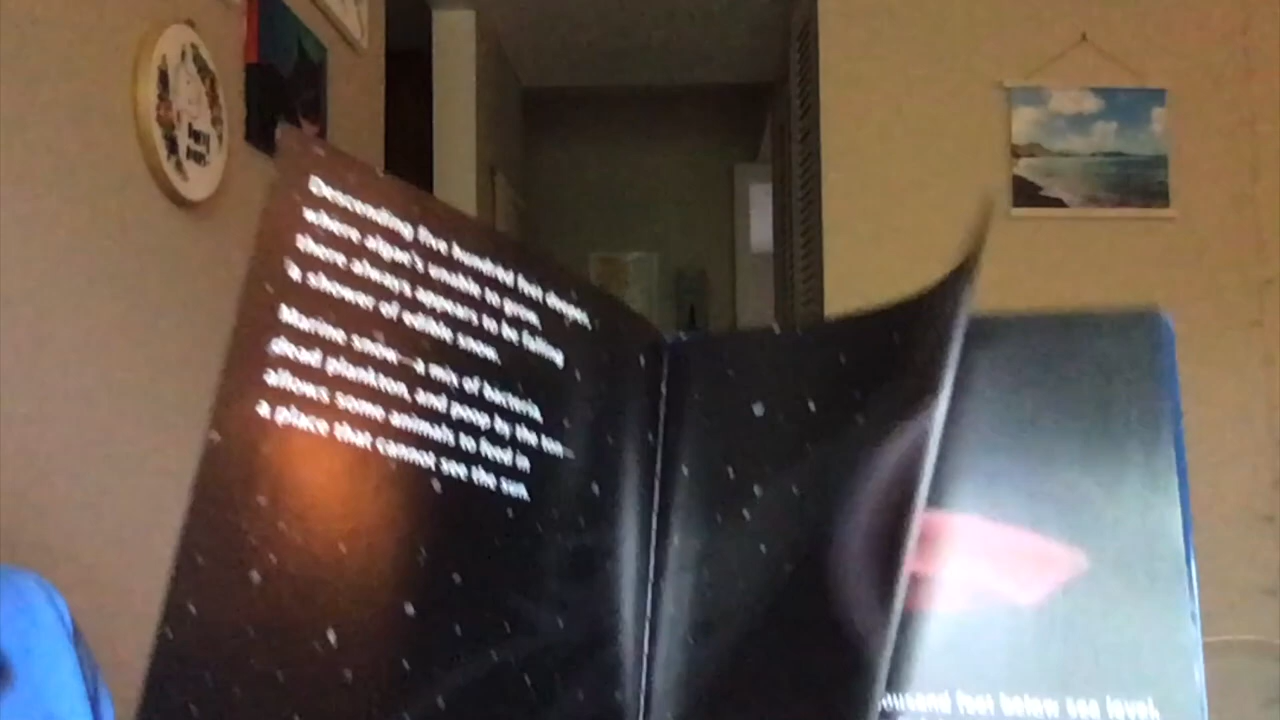 Descending five hundred feet deeper,
where algae's unable to grow,
there always appears to be falling
a shower of edible snow.
Marine snow—a mix of bacteria,
dead plankton, and poop by the ton—
allows some animals to feed in
a place that cannot see the sun.
feet below sea level,